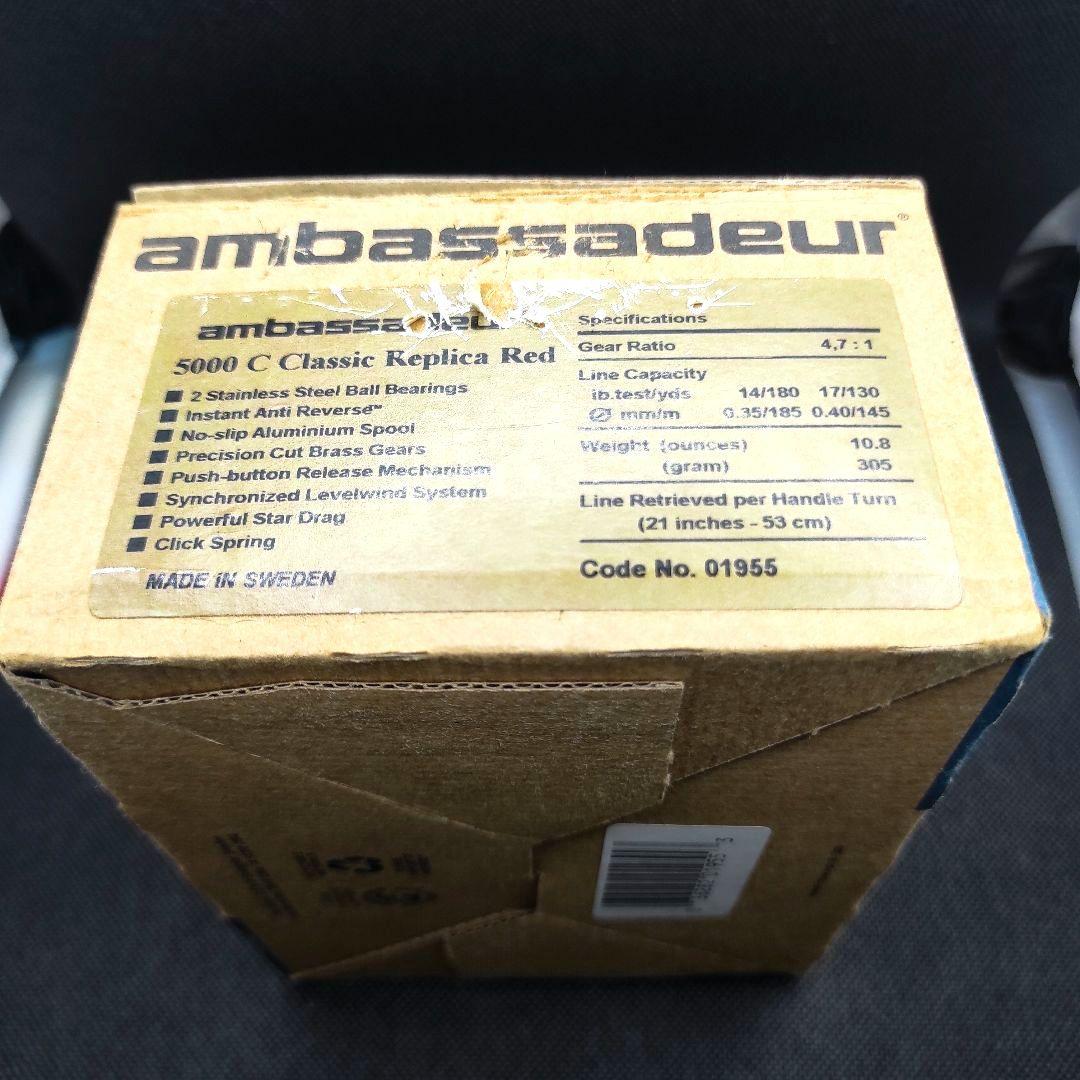 ambassadeur®
ambassadeur
5000 C Classic Replica Red
■ 2 Stainless Steel Ball Bearings
■ Instant Anti Reverse™
■ No-slip Aluminium Spool
■ Precision Cut Brass Gears
■ Push-button Release Mechanism
■ Synchronized Levelwind System
■ Powerful Star Drag
■ Click Spring
MADE IN SWEDEN
Specifications
Gear Ratio 4,7 : 1
Line Capacity
lb.test/yds 14/180 17/130
∅ mm/m 0.35/185 0.40/145
Weight (ounces) 10.8
(gram) 305
Line Retrieved per Handle Turn
(21 inches - 53 cm)
Code No. 01955